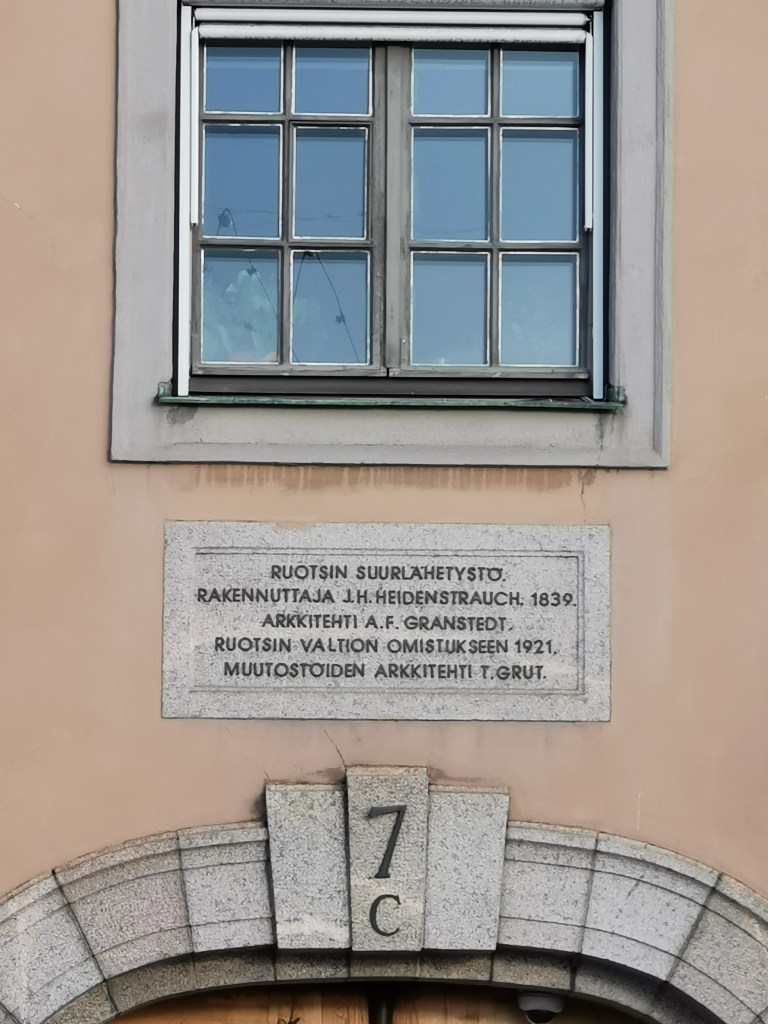 RUOTSIN SUURLÄHETYSTÖ.
RAKENNUTTAJA J.H. HEIDENSTRAUCH. 1839.
ARKKITEHTI A.F. GRANSTEDT.
RUOTSIN VALTION OMISTUKSEEN 1921.
MUUTOSTÖIDEN ARKKITEHTI T. GRUT.
7
C